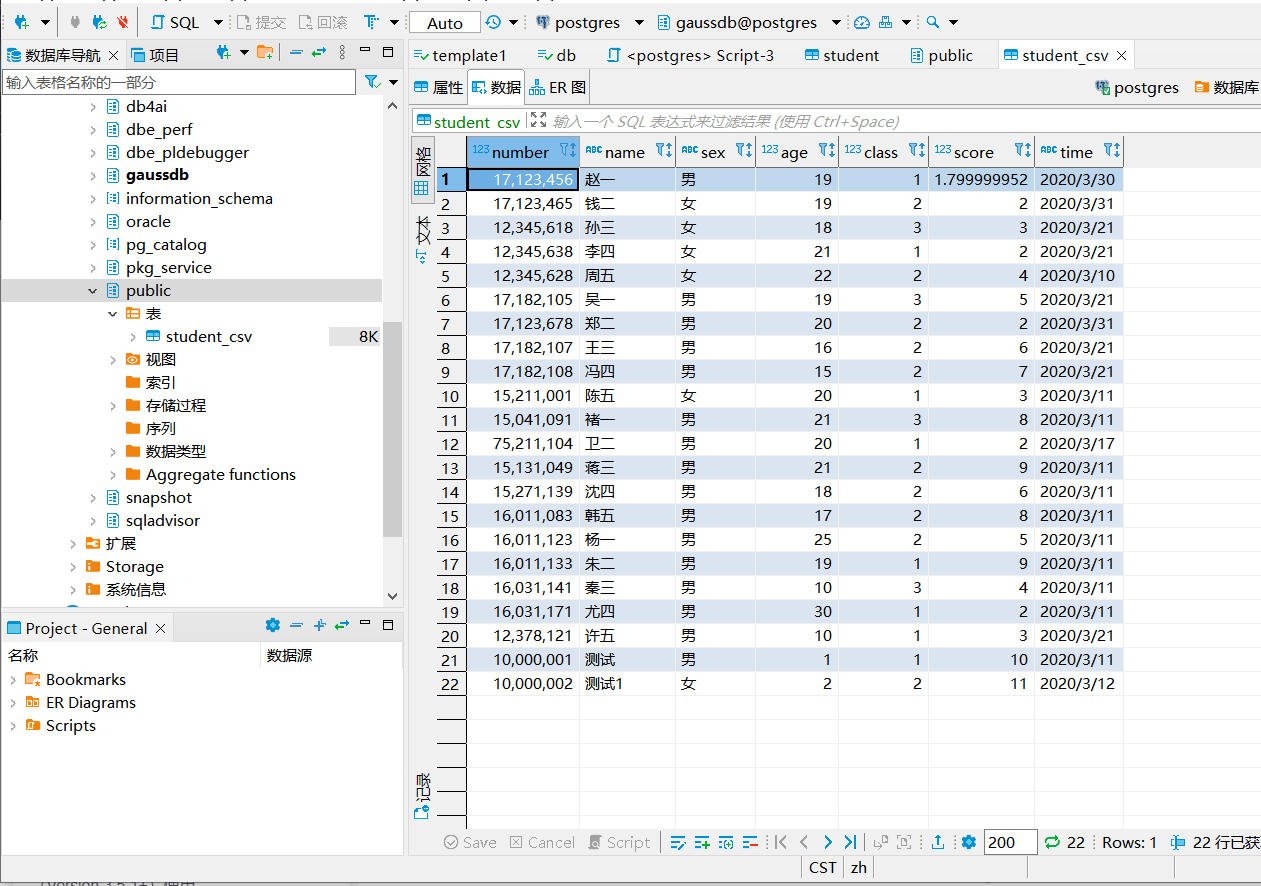 SQL 提交 回滚 Auto postgres gaussdb@postgres
数据库导航 项目
template1 db <postgres> Script-3 student public student_csv
输入表格名称的一部分
属性 数据 ER 图 postgres 数据库
student_csv 输入一个 SQL 表达式来过滤结果 (使用 Ctrl+Space)
db4ai
dbe_perf
dbe_pldebugger
gaussdb
information_schema
oracle
pg_catalog
pkg_service
public
表
student_csv 8K
视图
索引
存储过程
序列
数据类型
Aggregate functions
snapshot
sqladvisor
扩展
Storage
系统信息
Project - General
名称 数据源
Bookmarks
ER Diagrams
Scripts
网格
文本
记录
123 number ABC name ABC sex 123 age 123 class 123 score ABC time
1 17,123,456 赵一 男 19 1 1.799999952 2020/3/30
2 17,123,465 钱二 女 19 2 2 2020/3/31
3 12,345,618 孙三 女 18 3 3 2020/3/21
4 12,345,638 李四 女 21 1 2 2020/3/21
5 12,345,628 周五 女 22 2 4 2020/3/10
6 17,182,105 吴一 男 19 3 5 2020/3/21
7 17,123,678 郑二 男 20 2 2 2020/3/31
8 17,182,107 王三 男 16 2 6 2020/3/21
9 17,182,108 冯四 男 15 2 7 2020/3/21
10 15,211,001 陈五 女 20 1 3 2020/3/11
11 15,041,091 褚一 男 21 3 8 2020/3/11
12 75,211,104 卫二 男 20 1 2 2020/3/17
13 15,131,049 蒋三 男 21 2 9 2020/3/11
14 15,271,139 沈四 男 18 2 6 2020/3/11
15 16,011,083 韩五 男 17 2 8 2020/3/11
16 16,011,123 杨一 男 25 2 5 2020/3/11
17 16,011,133 朱二 男 19 1 9 2020/3/11
18 16,031,141 秦三 男 10 3 4 2020/3/11
19 16,031,171 尤四 男 30 1 2 2020/3/11
20 12,378,121 许五 男 10 1 3 2020/3/21
21 10,000,001 测试 男 1 1 10 2020/3/11
22 10,000,002 测试1 女 2 2 11 2020/3/12
Save Cancel Script 200 22 Rows: 1 22 行已获
CST zh